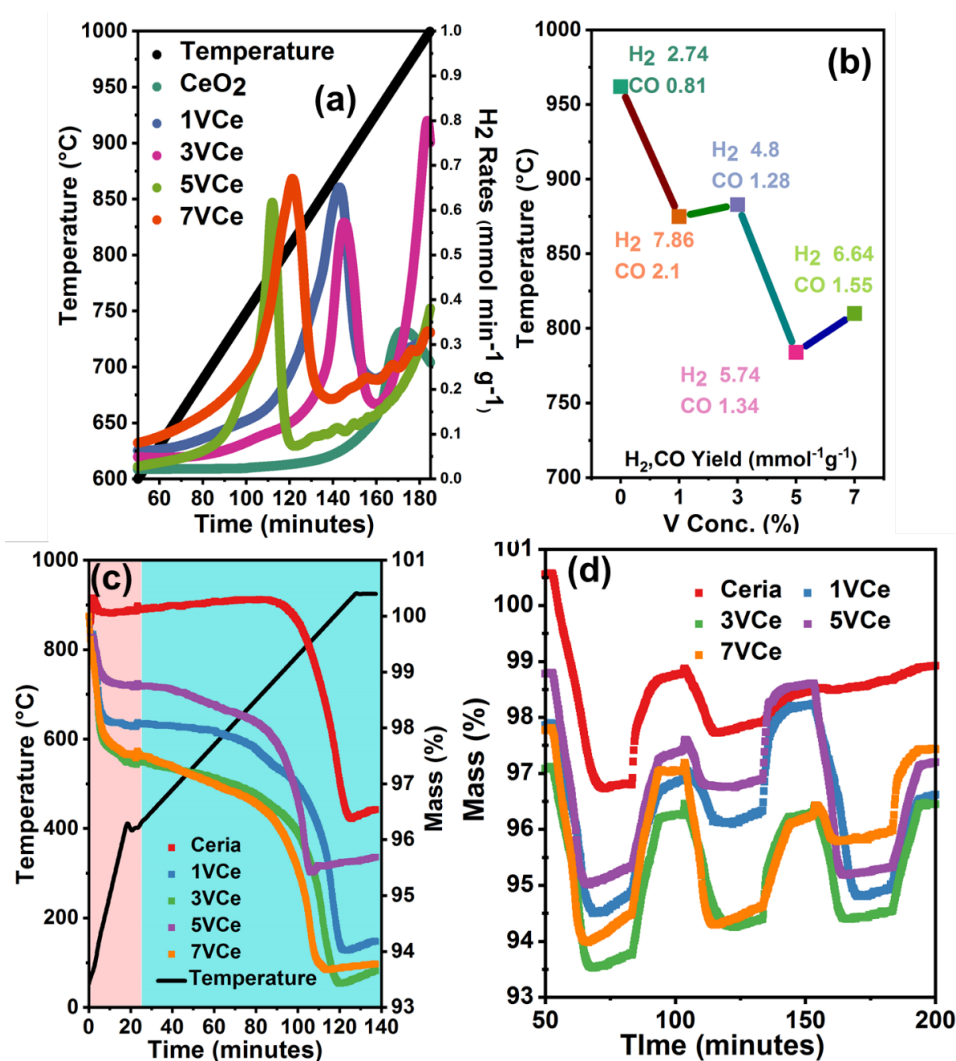 (a)
1000
950
900
850
800
750
700
650
600
Temperature (°C)
Temperature
CeO2
1VCe
3VCe
5VCe
7VCe
1.0
0.9
0.8
0.7
0.6
0.5
0.4
0.3
0.2
0.1
0.0
H2 Rates (mmol min-1 g-1)
60 80 100 120 140 160 180
Time (minutes)
(b)
1000
950
900
850
800
750
700
Temperature (°C)
H2 2.74
CO 0.81
H2 4.8
CO 1.28
H2 7.86
CO 2.1
H2 6.64
CO 1.55
H2 5.74
CO 1.34
H2,CO Yield (mmol-1g-1)
0 1 3 5 7
V Conc. (%)
(c)
1000
800
600
400
200
0
Temperature (°C)
Ceria
1VCe
3VCe
5VCe
7VCe
Temperature
101
100
99
98
97
96
95
94
93
Mass (%)
0 20 40 60 80 100 120 140
Time (minutes)
(d)
101
100
99
98
97
96
95
94
93
Mass (%)
Ceria 1VCe
3VCe 5VCe
7VCe
50 100 150 200
TIme (minutes)